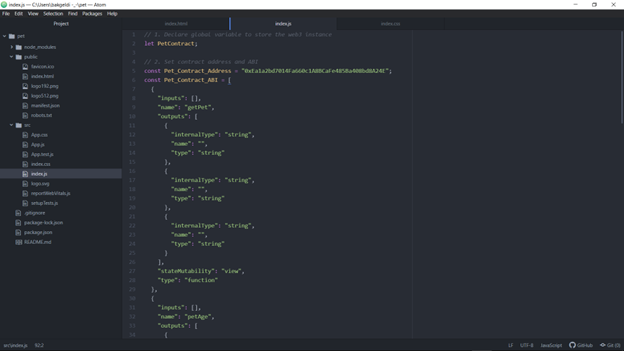 index.js — C:\Users\bakgeldi -_-\pet — Atom
File Edit View Selection Find Packages Help
Project
index.html
index.js
index.css
pet
node_modules
public
favicon.ico
index.html
logo192.png
logo512.png
manifest.json
robots.txt
src
App.css
App.js
App.test.js
index.css
index.js
logo.svg
reportWebVitals.js
setupTests.js
.gitignore
package-lock.json
package.json
README.md
1 // 1. Declare global variable to store the web3 instance
2 let PetContract;
3
4 // 2. Set contract address and ABI
5 const Pet_Contract_Address =
6 const Pet_Contract_ABI = [
7 {
8 "inputs": [],
9 "name": "getPet",
10 "outputs": [
11 {
12 "internalType": "string",
13 "name": "",
14 "type": "string"
15 },
16 {
17 "internalType": "string",
18 "name": "",
19 "type": "string"
20 },
21 {
22 "internalType": "string",
23 "name": "",
24 "type": "string"
25 }
26 ],
27 "stateMutability": "view",
28 "type": "function"
29 },
30 {
31 "inputs": [],
32 "name": "petAge",
33 "outputs": [
34 {
src\index.js 92:2
LF UTF-8 JavaScript GitHub Git (0)